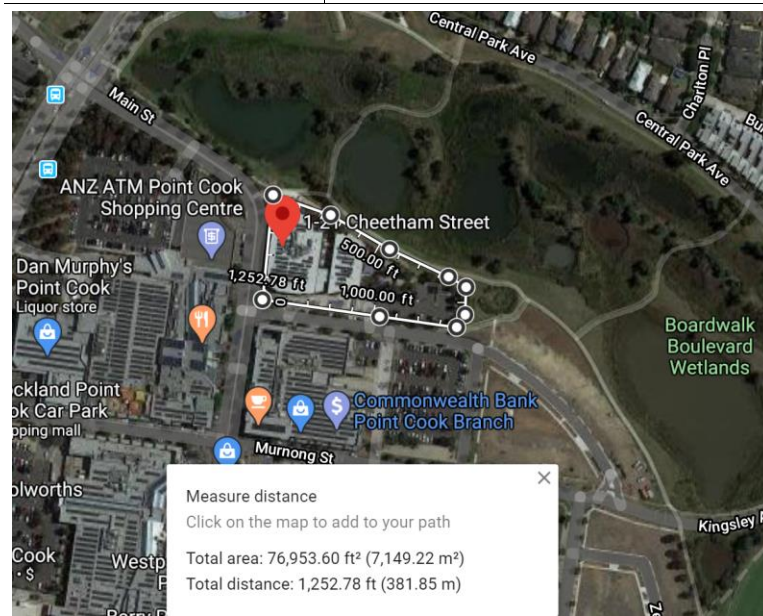 Central Park Ave
Charlton Pl
Main St
Central Park Ave
ANZ ATM Point Cook
Shopping Centre
1-21 Cheetham Street
500.00 ft
Dan Murphy's
Point Cook
Liquor store
1,252.78 ft
1,000.00 ft
0
Boardwalk
Boulevard
Wetlands
ckland Point
ok Car Park
pping mall
$
Commonwealth Bank
Point Cook Branch
Murnong St
olworths
Kingsley A
Measure distance
Click on the map to add to your path
Total area: 76,953.60 ft² (7,149.22 m²)
Total distance: 1,252.78 ft (381.85 m)
Cook
· $
Westp
P